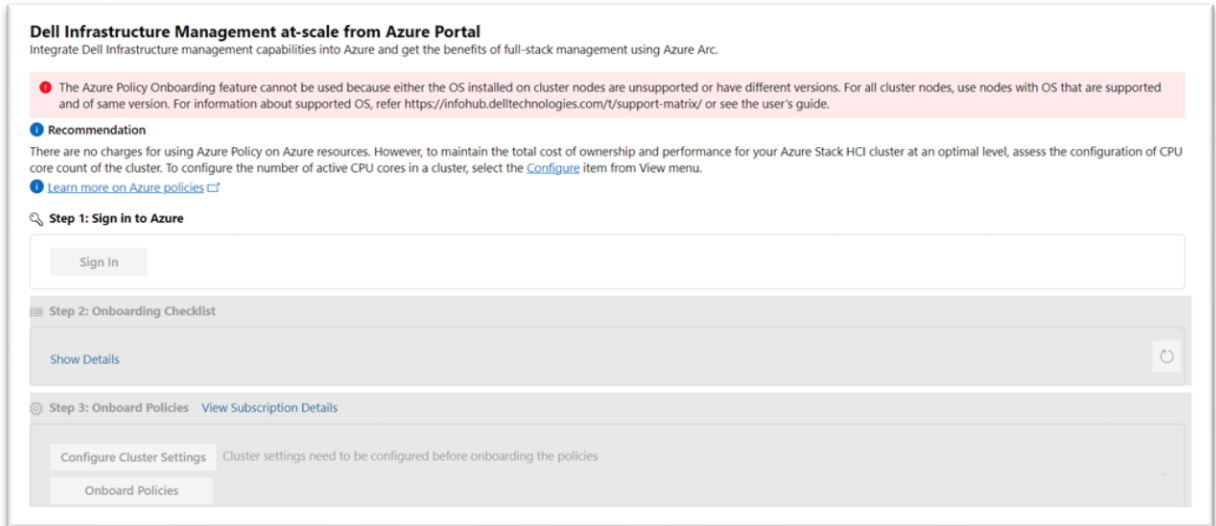 Dell Infrastructure Management at-scale from Azure Portal
Integrate Dell Infrastructure management capabilities into Azure and get the benefits of full-stack management using Azure Arc.
The Azure Policy Onboarding feature cannot be used because either the OS installed on cluster nodes are unsupported or have different versions. For all cluster nodes, use nodes with OS that are supported
and of same version. For information about supported OS, refer https://infohub.delltechnologies.com/t/support-matrix/ or see the user's guide.
Recommendation
There are no charges for using Azure Policy on Azure resources. However, to maintain the total cost of ownership and performance for your Azure Stack HCI cluster at an optimal level, assess the configuration of CPU
core count of the cluster. To configure the number of active CPU cores in a cluster, select the Configure item from View menu.
Learn more on Azure policies
Step 1: Sign in to Azure
Sign In
Step 2: Onboarding Checklist
Show Details
Step 3: Onboard Policies View Subscription Details
Configure Cluster Settings Cluster settings need to be configured before onboarding the policies
Onboard Policies